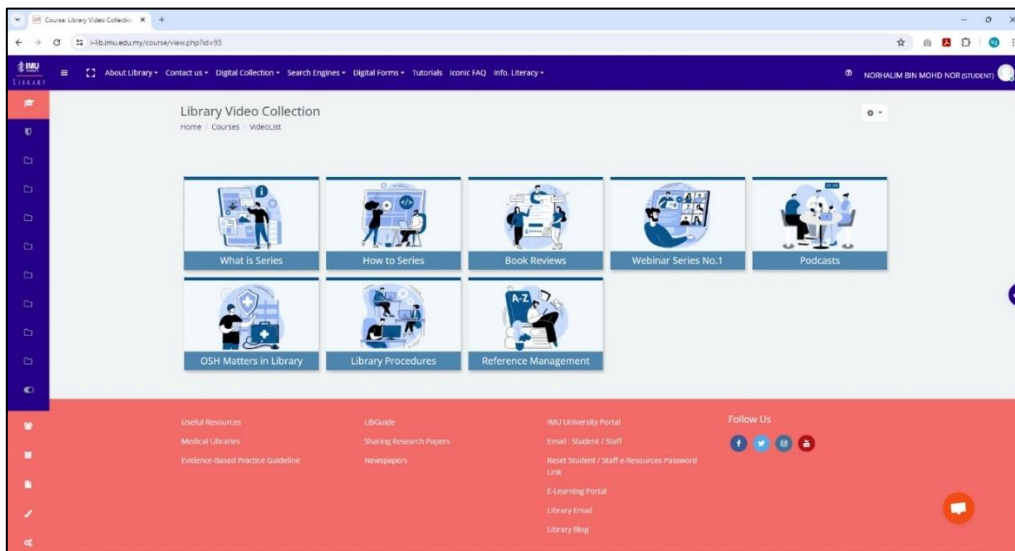 Course: Library Video Collectio
i-lib.imu.edu.my/course/view.php?id=93
IMU
LIBRARY
About Library
Contact us
Digital Collection
Search Engines
Digital Forms
Tutorials
Iconic FAQ
Info. Literacy
NORHALIM BIN MOHD NOR (STUDENT)
Library Video Collection
Home / Courses / VideoList
What is Series
How to Series
Book Reviews
Webinar Series No.1
Podcasts
A-Z
OSH Matters in Library
Library Procedures
Reference Management
Useful Resources
Medical Libraries
Evidence-Based Practice Guideline
LibGuide
Sharing Research Papers
Newspapers
IMU University Portal
Email : Student / Staff
Reset Student / Staff e-Resources Password
Link
E-Learning Portal
Library Email
Library Blog
Follow Us